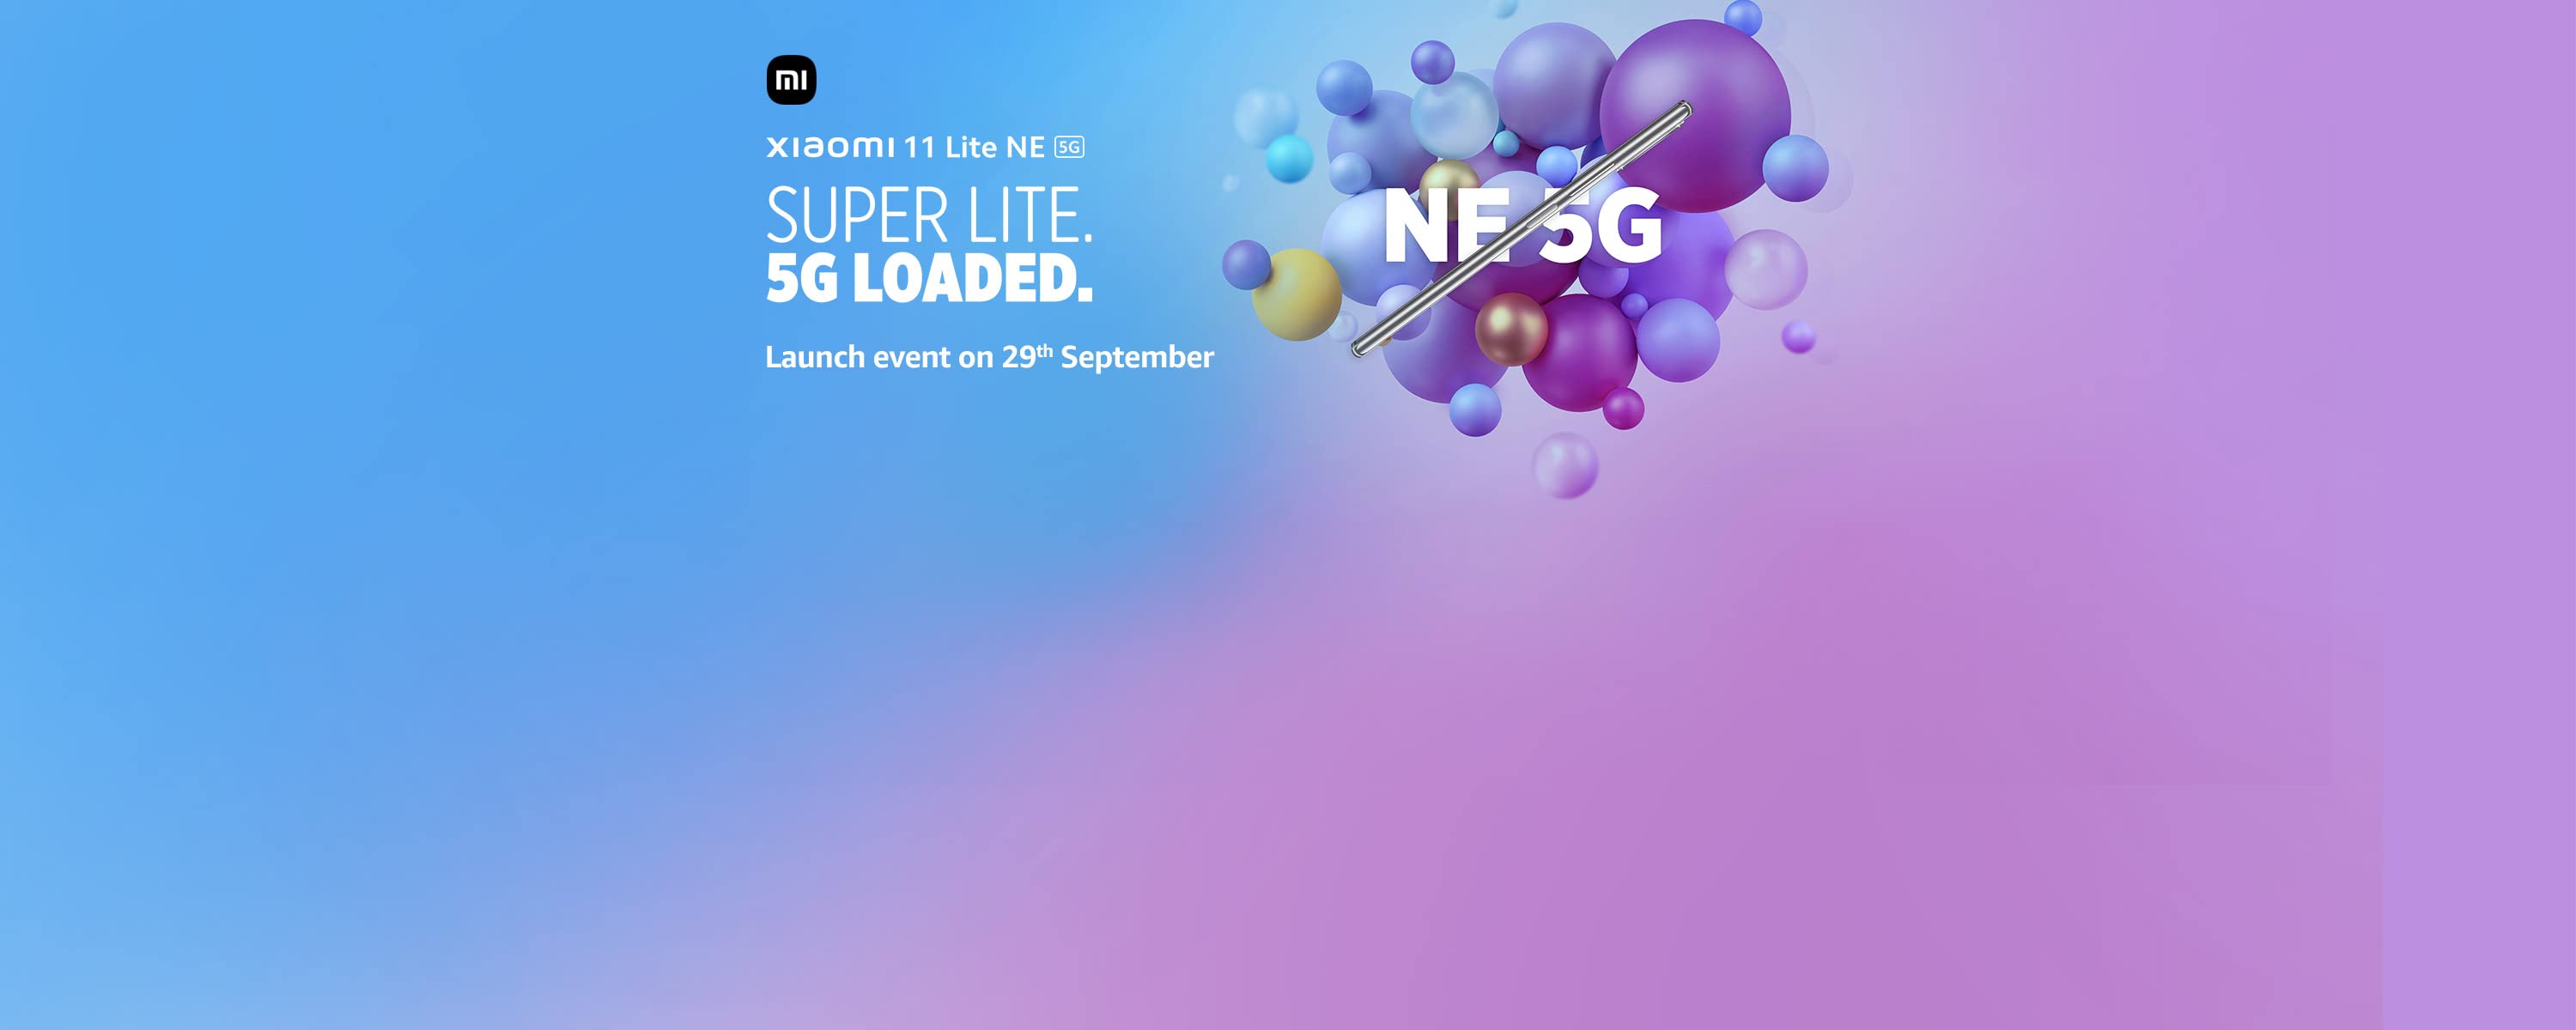 mi
xiaomi 11 Lite NE 5G
SUPER LITE.
5G LOADED.
Launch event on 29th September
NE 5G